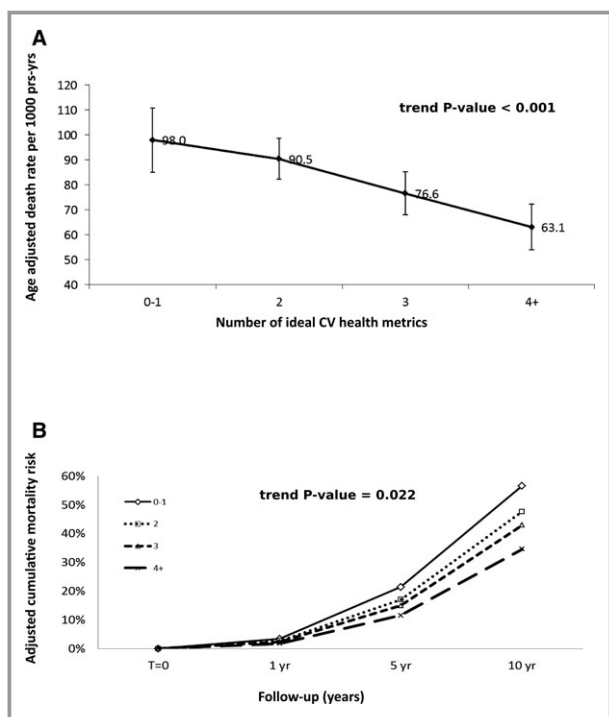 A
Age adjusted death rate per 1000 prs-yrs
120
110
100
90
80
70
60
50
40
trend P-value < 0.001
98.0
90.5
76.6
63.1
0-1
2
3
4+
Number of ideal CV health metrics
B
Adjusted cumulative mortality risk
60%
50%
40%
30%
20%
10%
0%
0-1
2
3
4+
trend P-value = 0.022
T=0
1 yr
5 yr
10 yr
Follow-up (years)